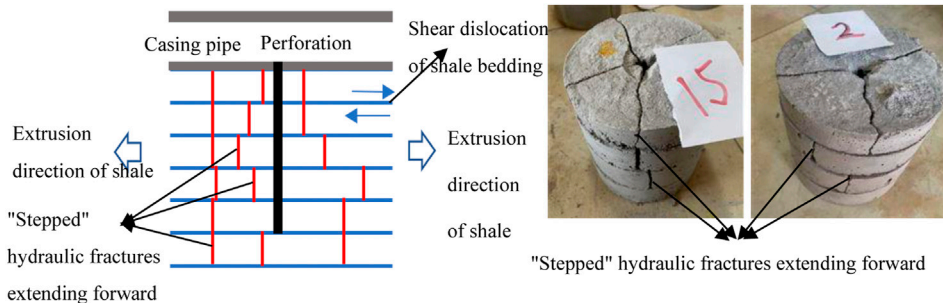 Casing pipe
Perforation
Shear dislocation
of shale bedding
Extrusion
direction of shale
"Stepped"
hydraulic fractures
extending forward
Extrusion
direction
of shale
15
2
"Stepped" hydraulic fractures extending forward